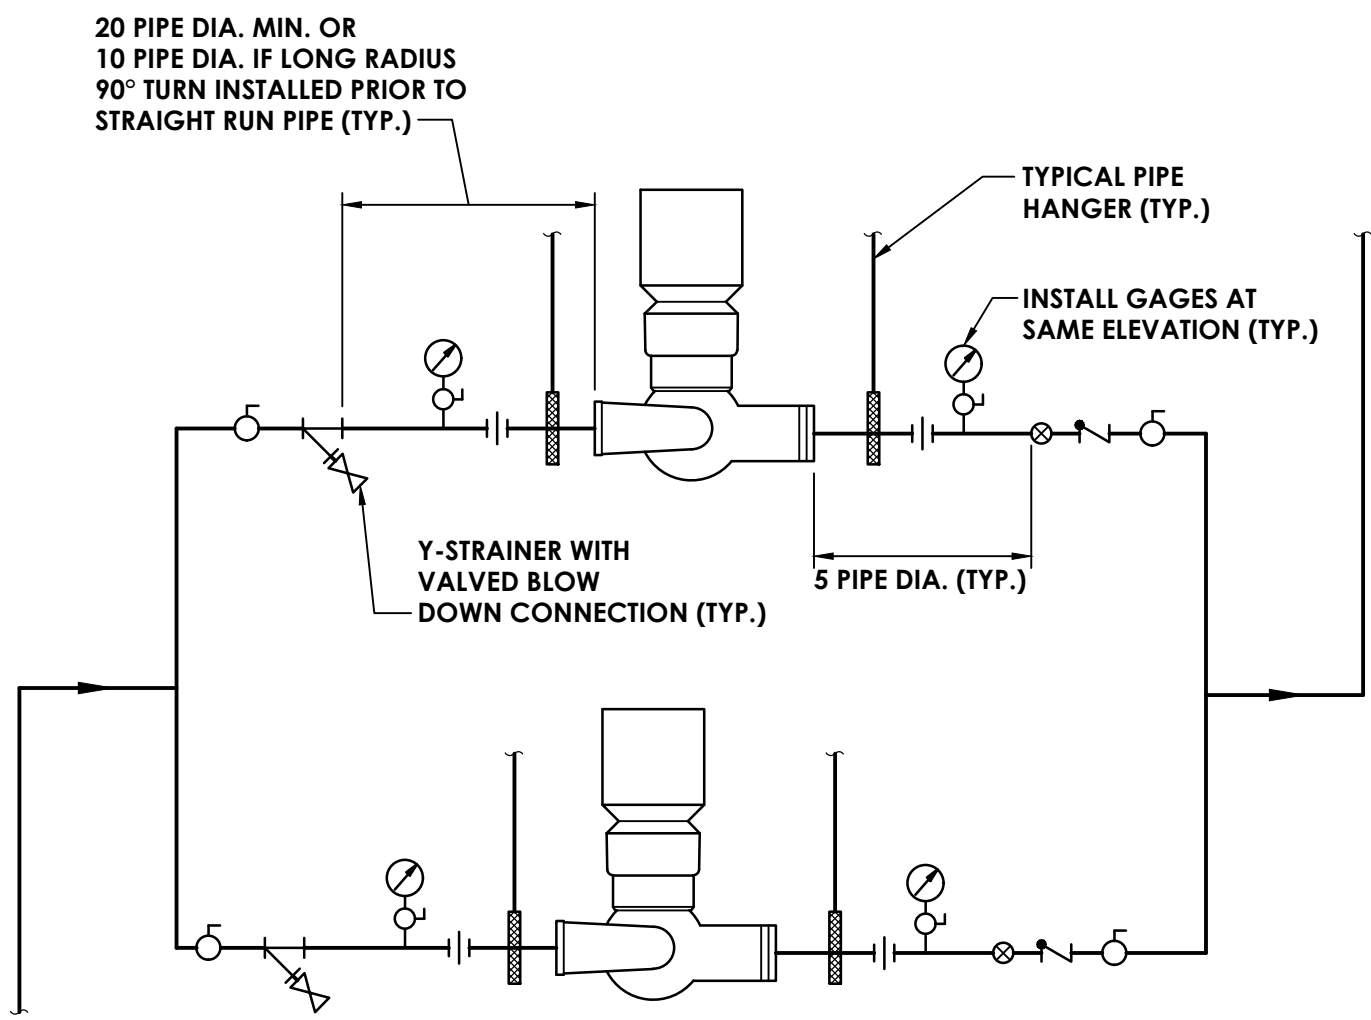 20 PIPE DIA. MIN. OR
10 PIPE DIA. IF LONG RADIUS
90° TURN INSTALLED PRIOR TO
STRAIGHT RUN PIPE (TYP.)
TYPICAL PIPE
HANGER (TYP.)
INSTALL GAGES AT
SAME ELEVATION (TYP.)
Y-STRAINER WITH
VALVED BLOW
DOWN CONNECTION (TYP.)
5 PIPE DIA. (TYP.)